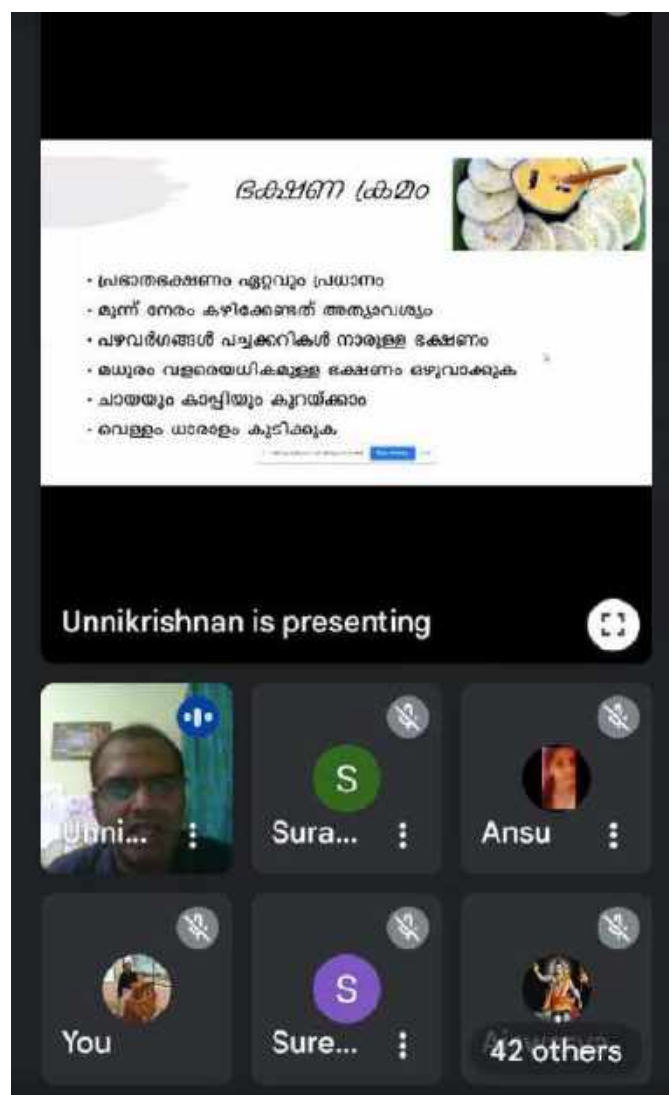 ഭക്ഷണ ക്രമം
• പ്രഭാതഭക്ഷണം ഏറ്റവും പ്രധാനം
• മൂന്ന് നേരം കഴിക്കേണ്ടത് അത്യാവശ്യം
• പഴവർഗങ്ങൾ പച്ചക്കറികൾ നാരുള്ള ഭക്ഷണം
• മധുരം വളരെയധികമുള്ള ഭക്ഷണം ഒഴുവാക്കുക
• ചായയും കാപ്പിയും കുറയ്ക്കാം
• വെള്ളം ധാരാളം കുടിക്കുക
Unnikrishnan is presenting
Unni...
S
Sura...
Ansu
You
S
Sure...
42 others